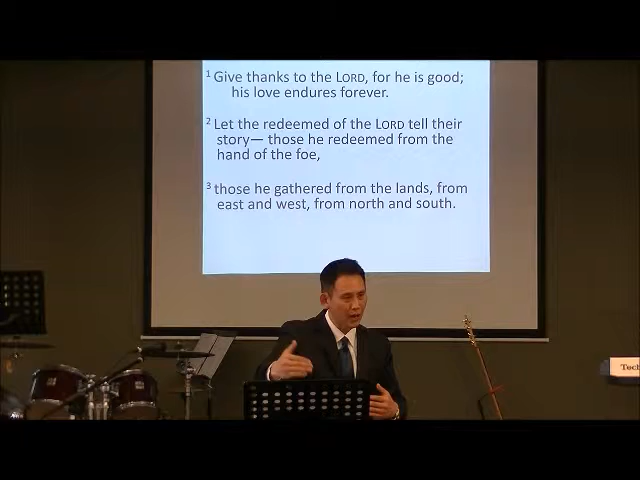 1 Give thanks to the LORD, for he is good;
his love endures forever.
2 Let the redeemed of the LORD tell their
story— those he redeemed from the
hand of the foe,
3 those he gathered from the lands, from
east and west, from north and south.
Tech